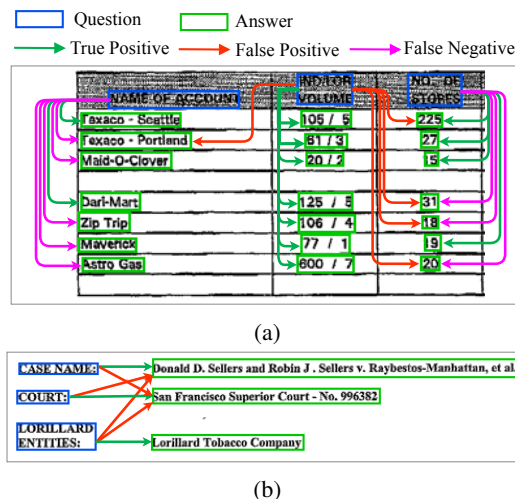 Question Answer
True Positive False Positive False Negative
NAME OF ACCOUNT IND/LOR VOLUME NO. OF STORES
Texaco - Seattle 105 / 5 225
Texaco - Portland 81 / 3 27
Maid-O-Clover 20 / 2 15
Dari-Mart 125 / 5 31
Zip Trip 106 / 4 18
Maverick 77 / 1 19
Astro Gas 600 / 7 20
(a)
CASE NAME: Donald D. Sellers and Robin J. Sellers v. Raybestos-Manhattan, et al.
COURT: San Francisco Superior Court - No. 996382
LORILLARD
ENTITIES: Lorillard Tobacco Company
(b)